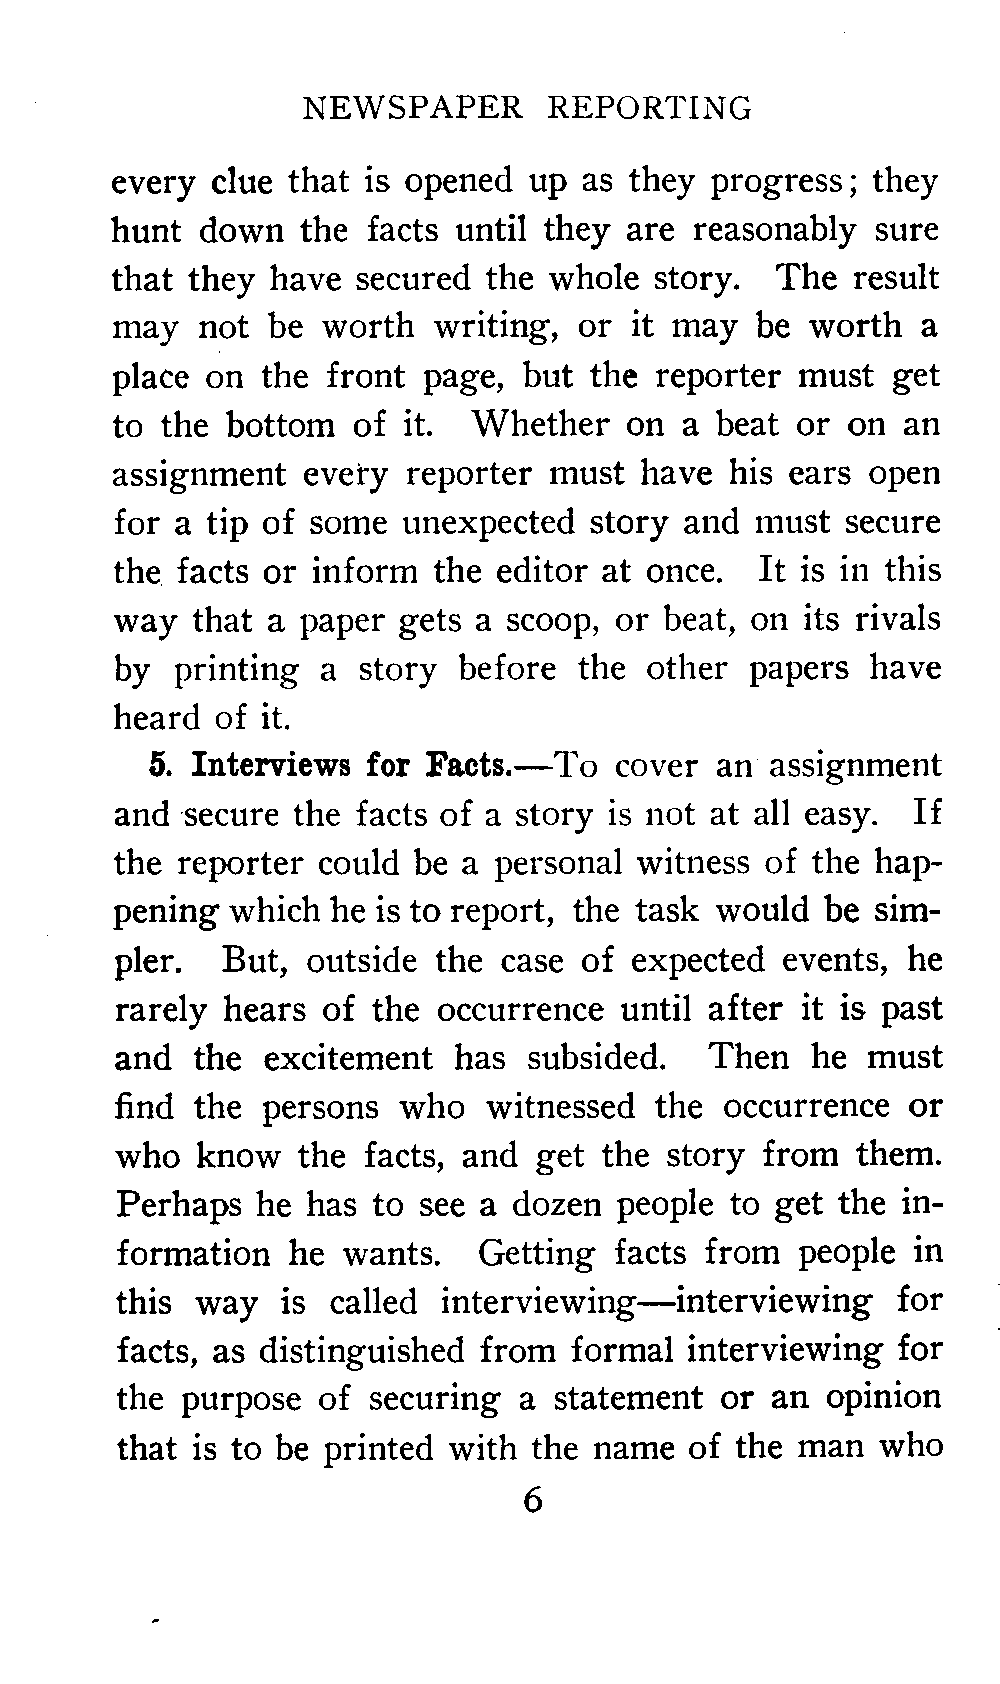 NEWSPAPER REPORTING
every clue that is opened up as they progress; they
hunt down the facts until they are reasonably sure
that they have secured the whole story. The result
may not be worth writing, or it may be worth a
place on the front page, but the reporter must get
to the bottom of it. Whether on a beat or on an
assignment every reporter must have his ears open
for a tip of some unexpected story and must secure
the facts or inform the editor at once. It is in this
way that a paper gets a scoop, or beat, on its rivals
by printing a story before the other papers have
heard of it.
5. Interviews for Facts.—To cover an assignment
and secure the facts of a story is not at all easy. If
the reporter could be a personal witness of the hap-
pening which he is to report, the task would be sim-
pler. But, outside the case of expected events, he
rarely hears of the occurrence until after it is past
and the excitement has subsided. Then he must
find the persons who witnessed the occurrence or
who know the facts, and get the story from them.
Perhaps he has to see a dozen people to get the in-
formation he wants. Getting facts from people in
this way is called interviewing—interviewing for
facts, as distinguished from formal interviewing for
the purpose of securing a statement or an opinion
that is to be printed with the name of the man who
6